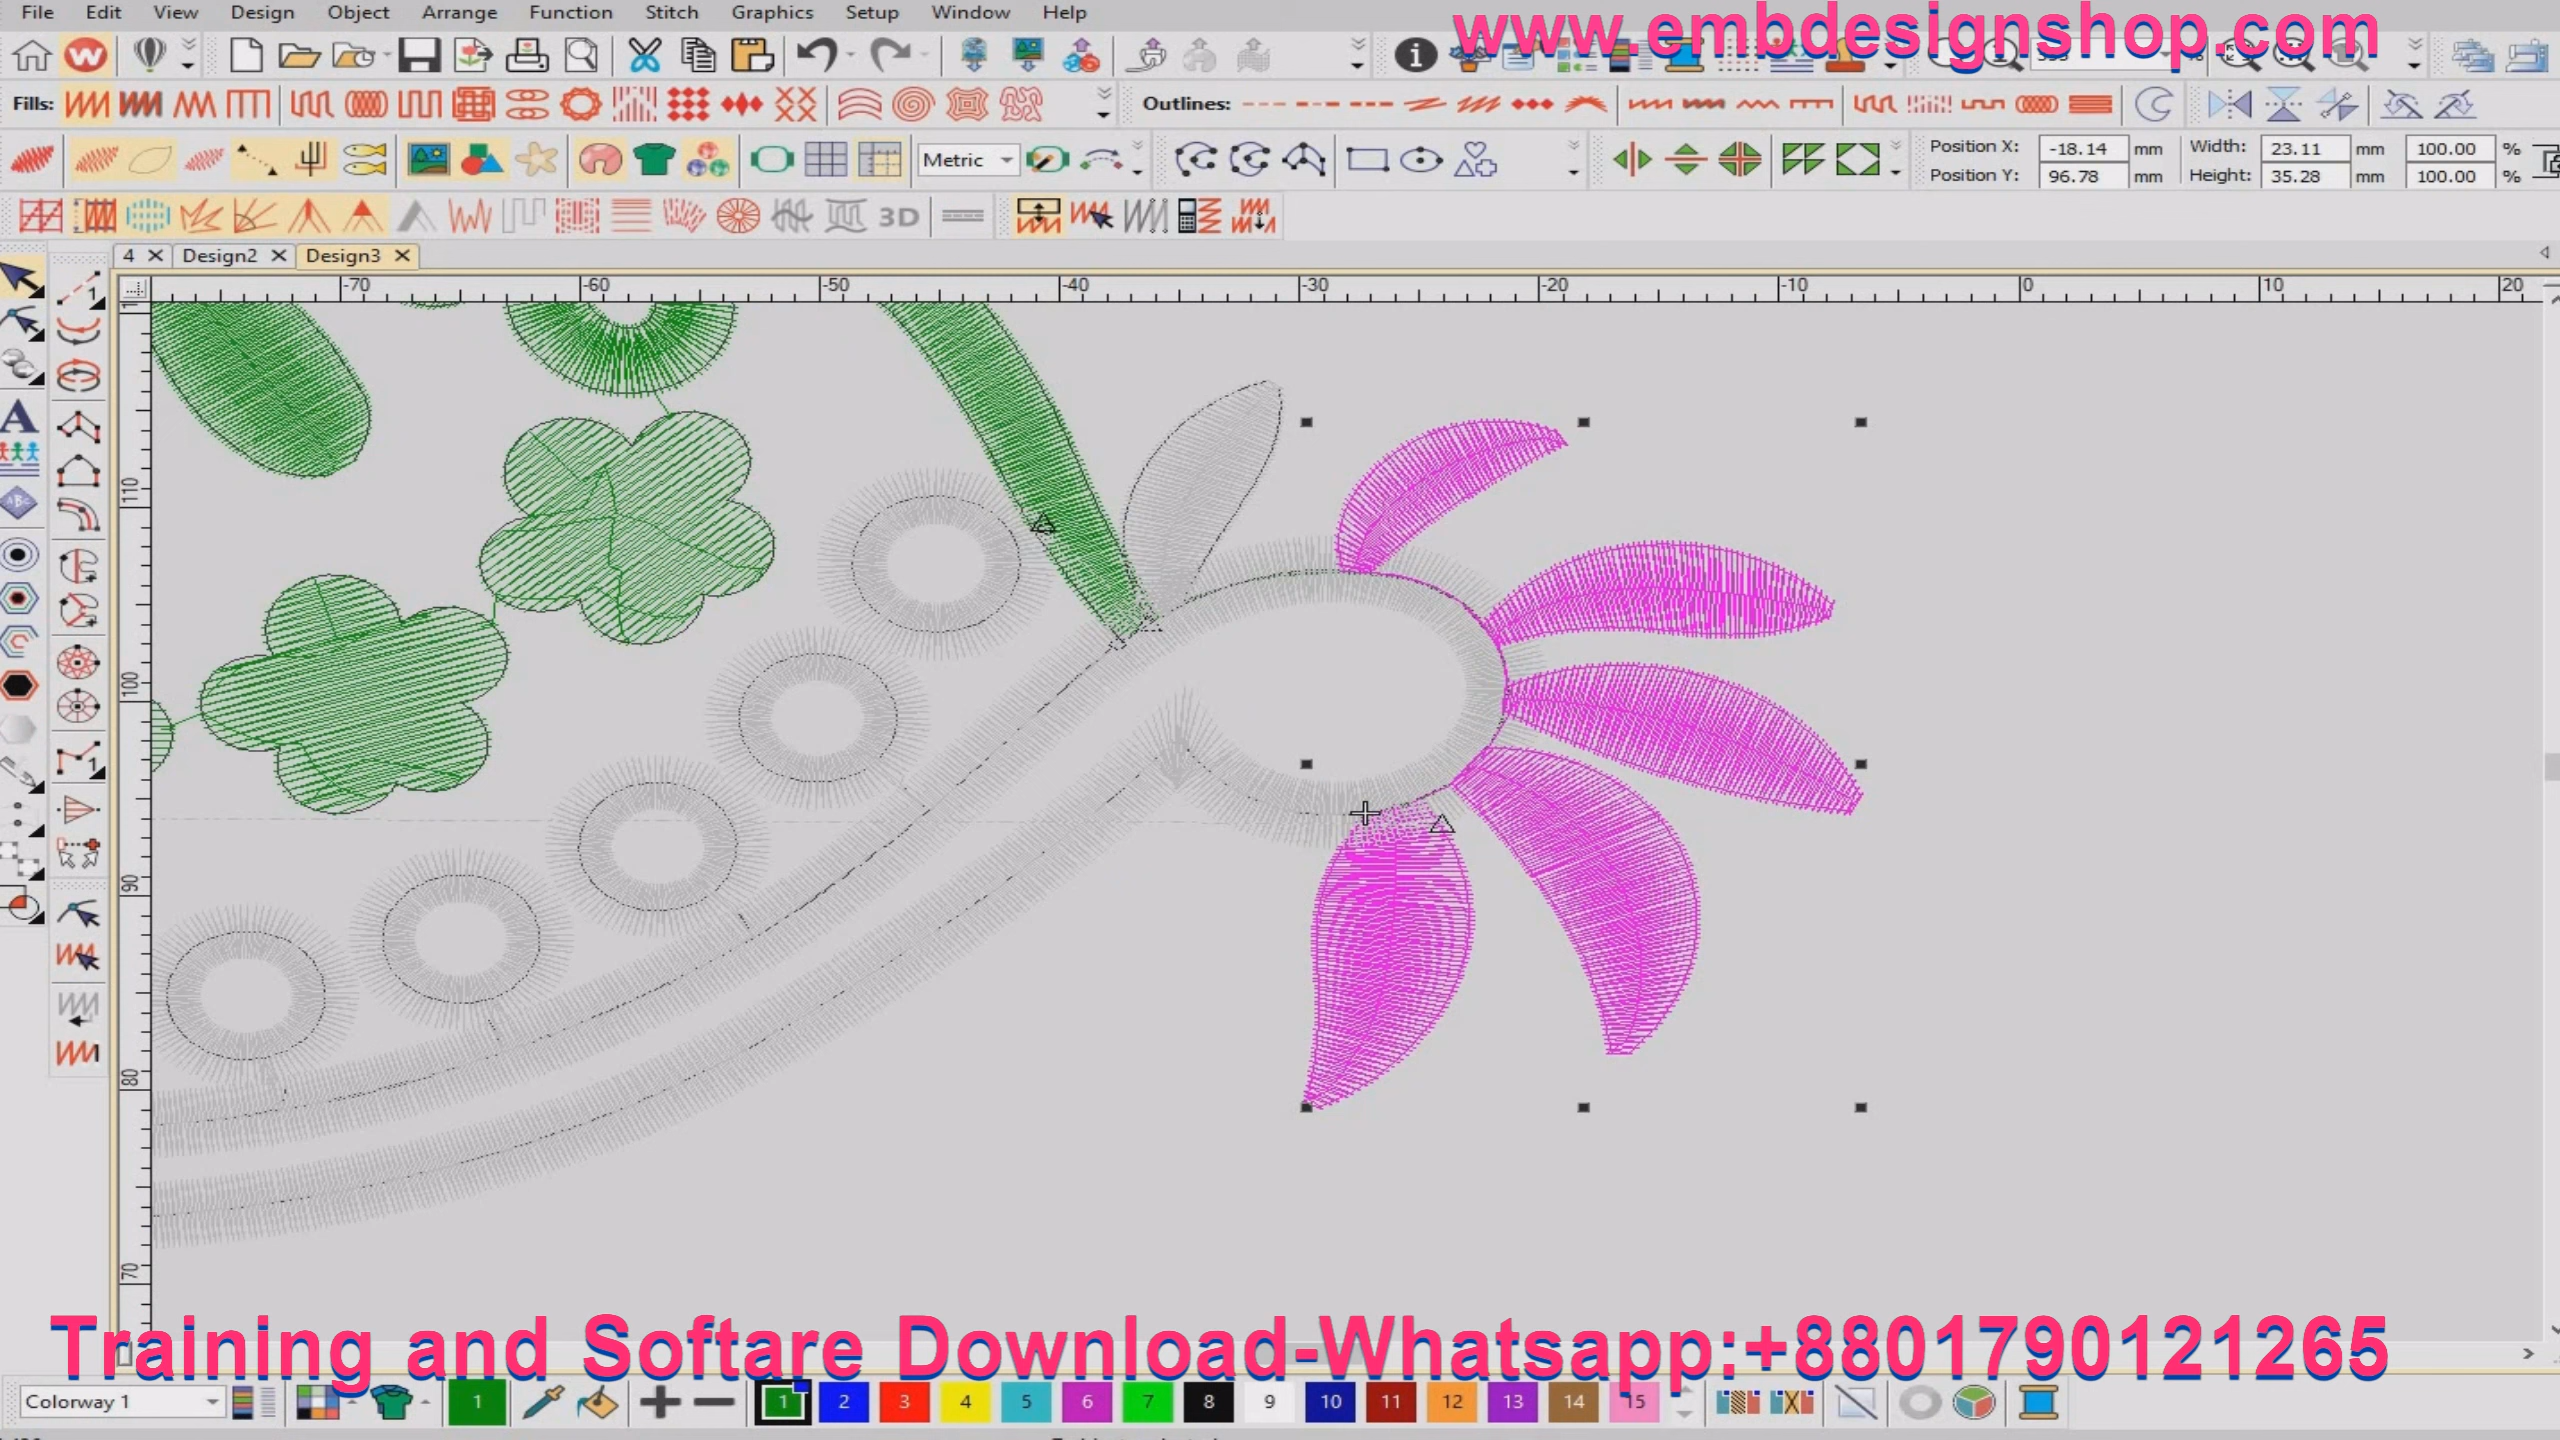 File Edit View Design Object Arrange Function Stitch Graphics Setup Window Help
www.embdesignshop.com
Fills:
Outlines:
Metric
Position X: -18.14 mm Width: 23.11 mm 100.00 %
Position Y: 96.78 mm Height: 35.28 mm 100.00 %
3D
4 Design2 Design3
-70 -60 -50 -40 -30 -20 -10 0 10 20
110
100
90
80
70
A
ABC
1
1
Training and Softare Download-Whatsapp:+8801790121265
Colorway 1
1
1 2 3 4 5 6 7 8 9 10 11 12 13 14 15